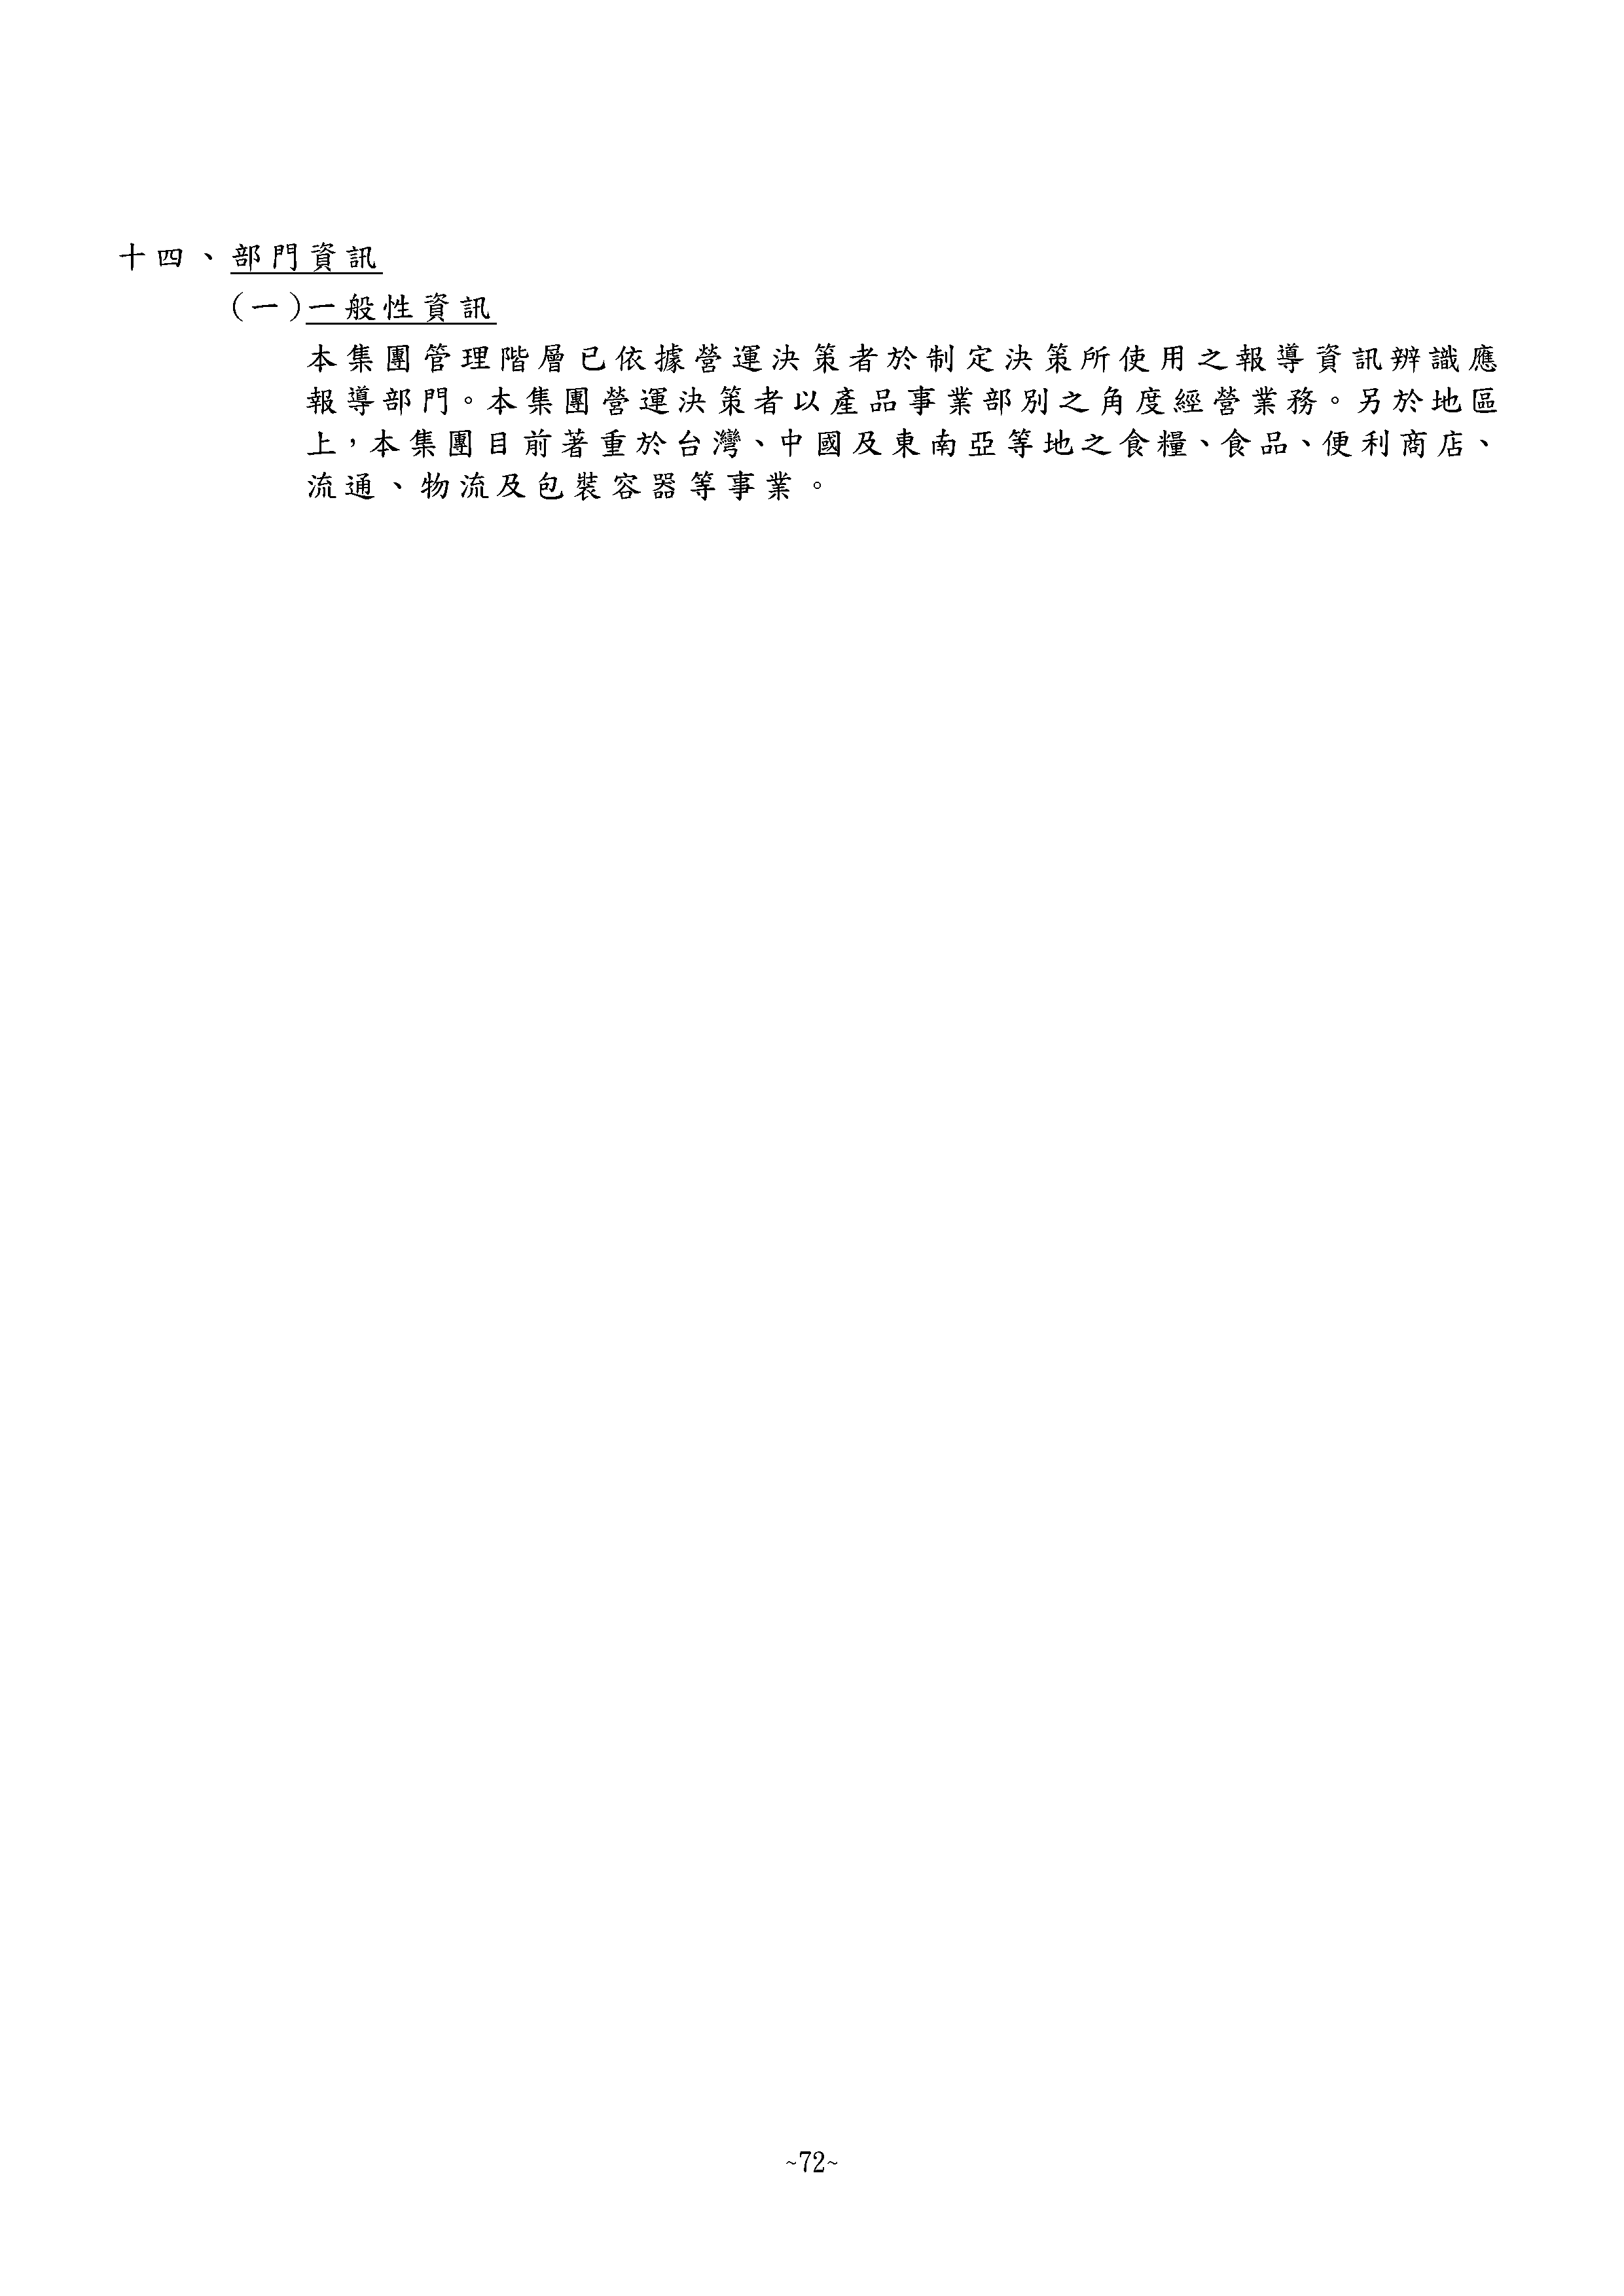 十四、部門資訊
(一)一般性資訊
本集團管理階層已依據營運決策者於制定決策所使用之報導資訊辨識應
報導部門。本集團營運決策者以產品事業部別之角度經營業務。另於地區
上，本集團目前著重於台灣、中國及東南亞等地之食糧、食品、便利商店、
流通、物流及包裝容器等事業。
~72~